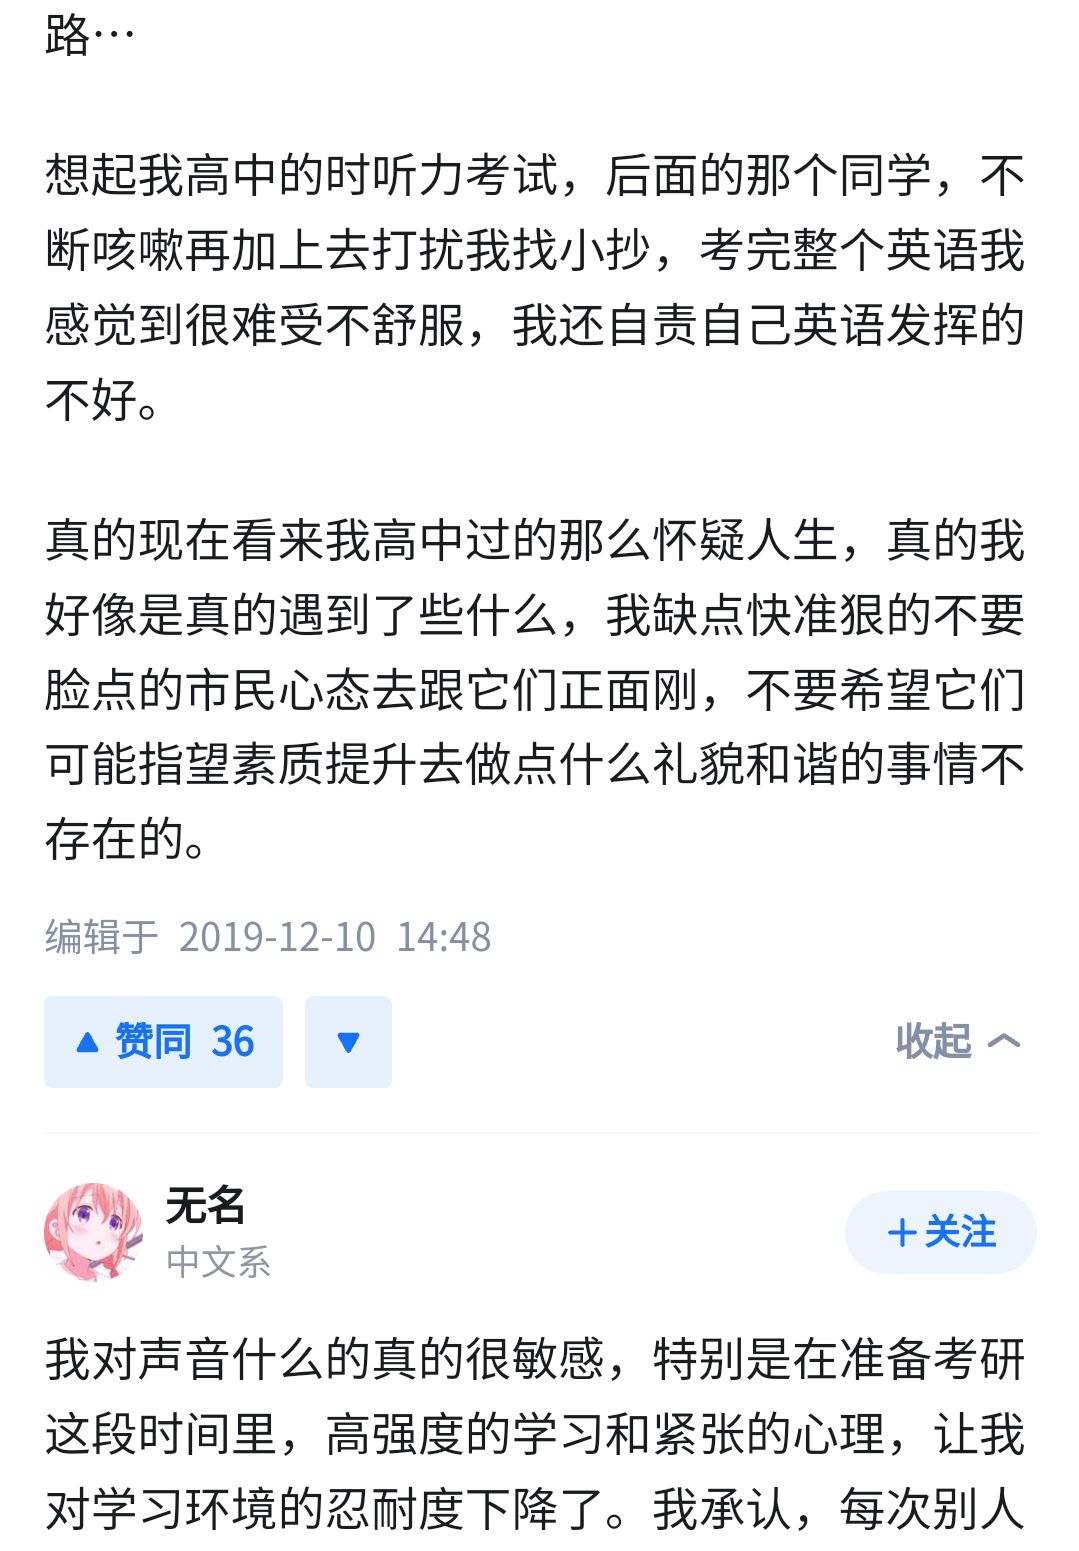 路…
想起我高中的时听力考试，后面的那个同学，不
断咳嗽再加上去打扰我找小抄，考完整个英语我
感觉到很难受不舒服，我还自责自己英语发挥的
不好。
真的现在看来我高中过的那么怀疑人生，真的我
好像是真的遇到了些什么，我缺点快准狠的不要
脸点的市民心态去跟它们正面刚，不要希望它们
可能指望素质提升去做点什么礼貌和谐的事情不
存在的。
编辑于 2019-12-10 14:48
赞同 36
收起
无名
中文系
关注
我对声音什么的真的很敏感，特别是在准备考研
这段时间里，高强度的学习和紧张的心理，让我
对学习环境的忍耐度下降了。我承认，每次别人